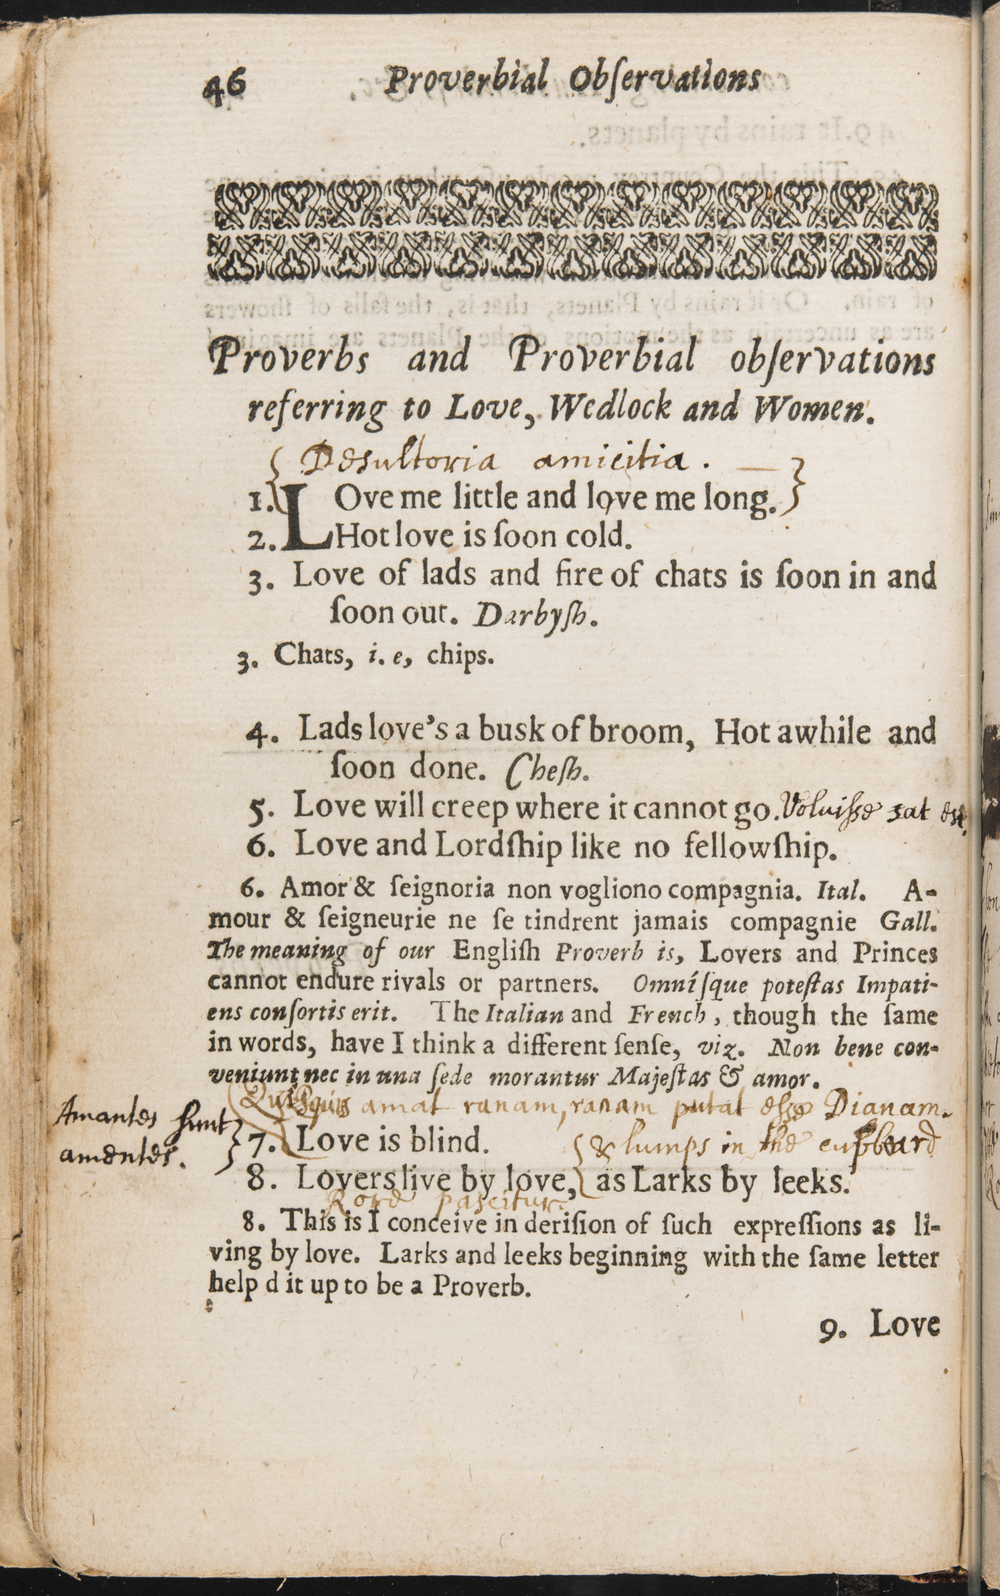 46 Proverbial Obſervations
Proverbs and Proverbial obſervations
referring to Love, Wedlock and Women.
Desultoria amicitia.
1. LOve me little and love me long.
2. Hot love is ſoon cold.
3. Love of lads and fire of chats is ſoon in and
ſoon out. Darbyſh.
3. Chats, i. e, chips.
4. Lads love's a busk of broom, Hot awhile and
ſoon done. Cheſh.
5. Love will creep where it cannot go. Voluiſse sat est.
6. Love and Lordſhip like no fellowſhip.
6. Amor & ſeignoria non vogliono compagnia. Ital. A-
mour & ſeigneurie ne ſe tindrent jamais compagnie Gall.
The meaning of our Engliſh Proverb is, Lovers and Princes
cannot endure rivals or partners. Omníſque poteſtas Impati-
ens conſortis erit. The Italian and French, though the ſame
in words, have I think a different ſenſe, viz. Non bene con-
veniunt nec in una ſede morantur Majeſtas & amor.
Quisquis amat ranam, ranam putat eſse Dianam.
Amantes ſunt
amentes.
7. Love is blind. & lumps in the cupboard
8. Lovers live by love, as Larks by leeks.
Rore pascitur.
8. This is I conceive in deriſion of ſuch expreſſions as li-
ving by love. Larks and leeks beginning with the ſame letter
help d it up to be a Proverb.
9. Love